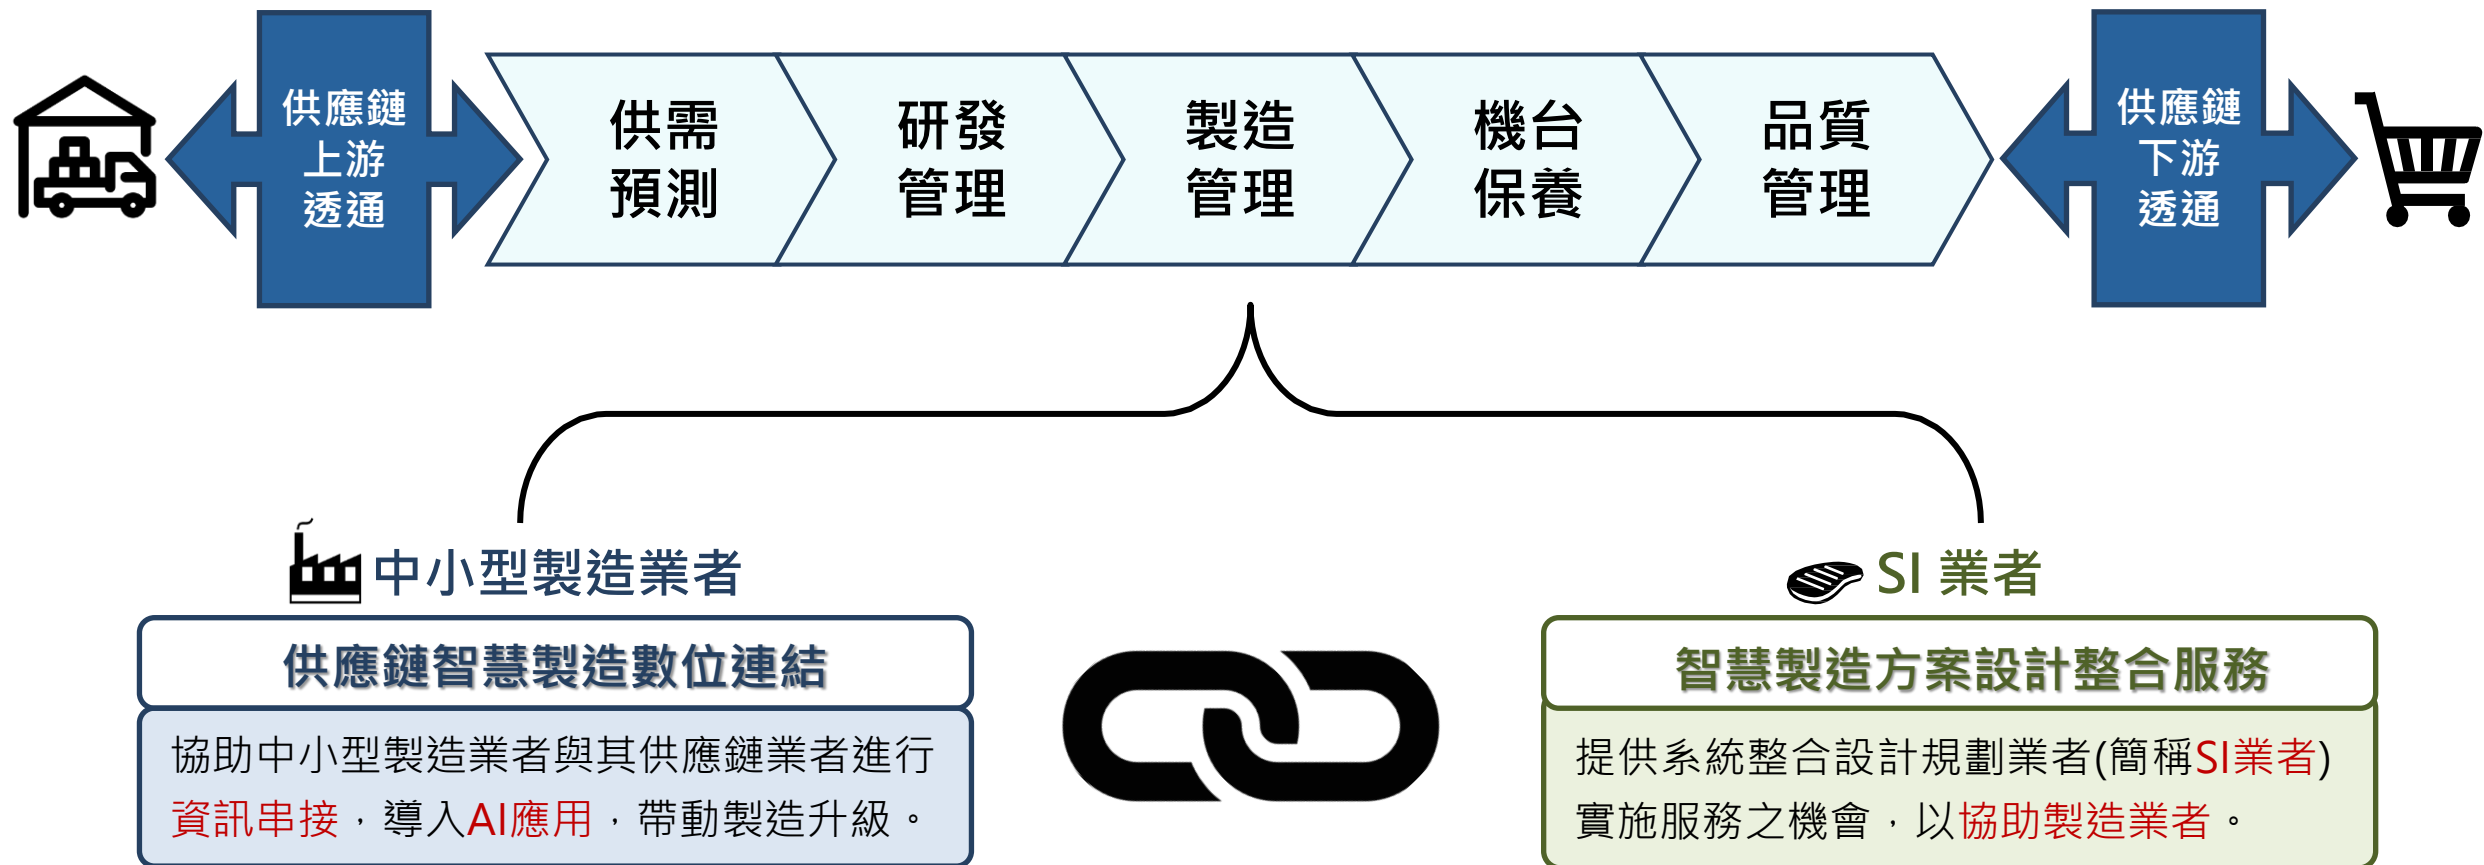 供應鏈
上游
透通
供需
預測
研發
管理
製造
管理
機台
保養
品質
管理
供應鏈
下游
透通
中小型製造業者
供應鏈智慧製造數位連結
協助中小型製造業者與其供應鏈業者進行
資訊串接，導入AI應用，帶動製造升級。
SI 業者
智慧製造方案設計整合服務
提供系統整合設計規劃業者(簡稱SI業者)
實施服務之機會，以協助製造業者。